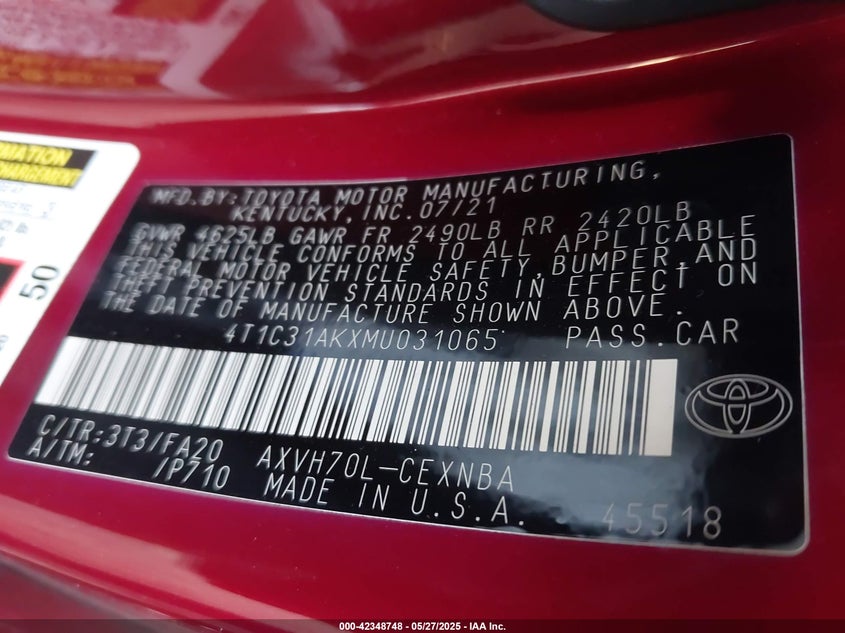 RMATION
CHARGEMENT
50
MFD.BY:TOYOTA MOTOR MANUFACTURING,
KENTUCKY, INC. 07/21
GVWR 4625LB GAWR FR 2490LB RR 2420LB
THIS VEHICLE CONFORMS TO ALL APPLICABLE
FEDERAL MOTOR VEHICLE SAFETY, BUMPER, AND
THEFT PREVENTION STANDARDS IN EFFECT ON
THE DATE OF MANUFACTURE SHOWN ABOVE.
4T1C31AKXMU031065 PASS.CAR
C/TR:3T3/FA20 AXVH70L-CEXNBA
A/TM: /P710 MADE IN U.S.A. 45518
000-42348748 - 05/27/2025 - IAA Inc.